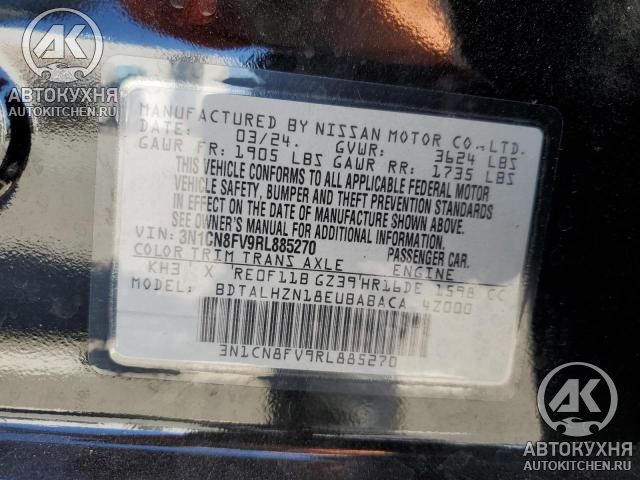 АК
АВТОКУХНЯ
AUTOKITCHEN.RU
MANUFACTURED BY NISSAN MOTOR CO.,LTD.
DATE: 03/24. GVWR: 3624 LBS
GAWR FR: 1905 LBS GAWR RR: 1735 LBS
THIS VEHICLE CONFORMS TO ALL APPLICABLE FEDERAL MOTOR
VEHICLE SAFETY, BUMPER AND THEFT PREVENTION STANDARDS
IN EFFECT ON THE DATE OF MANUFACTURE SHOWN ABOVE.
SEE OWNER'S MANUAL FOR ADDITIONAL INFORMATION.
VIN: 3N1CN8FV9RL885270 PASSENGER CAR.
COLOR TRIM TRANS AXLE ENGINE
KH3 X RE0F11B GZ39 HR16DE 1598 CC
BDTALHZN18EUBABACA 4Z000
3N1CN8FV9RL885270
АК
АВТОКУХНЯ
AUTOKITCHEN.RU